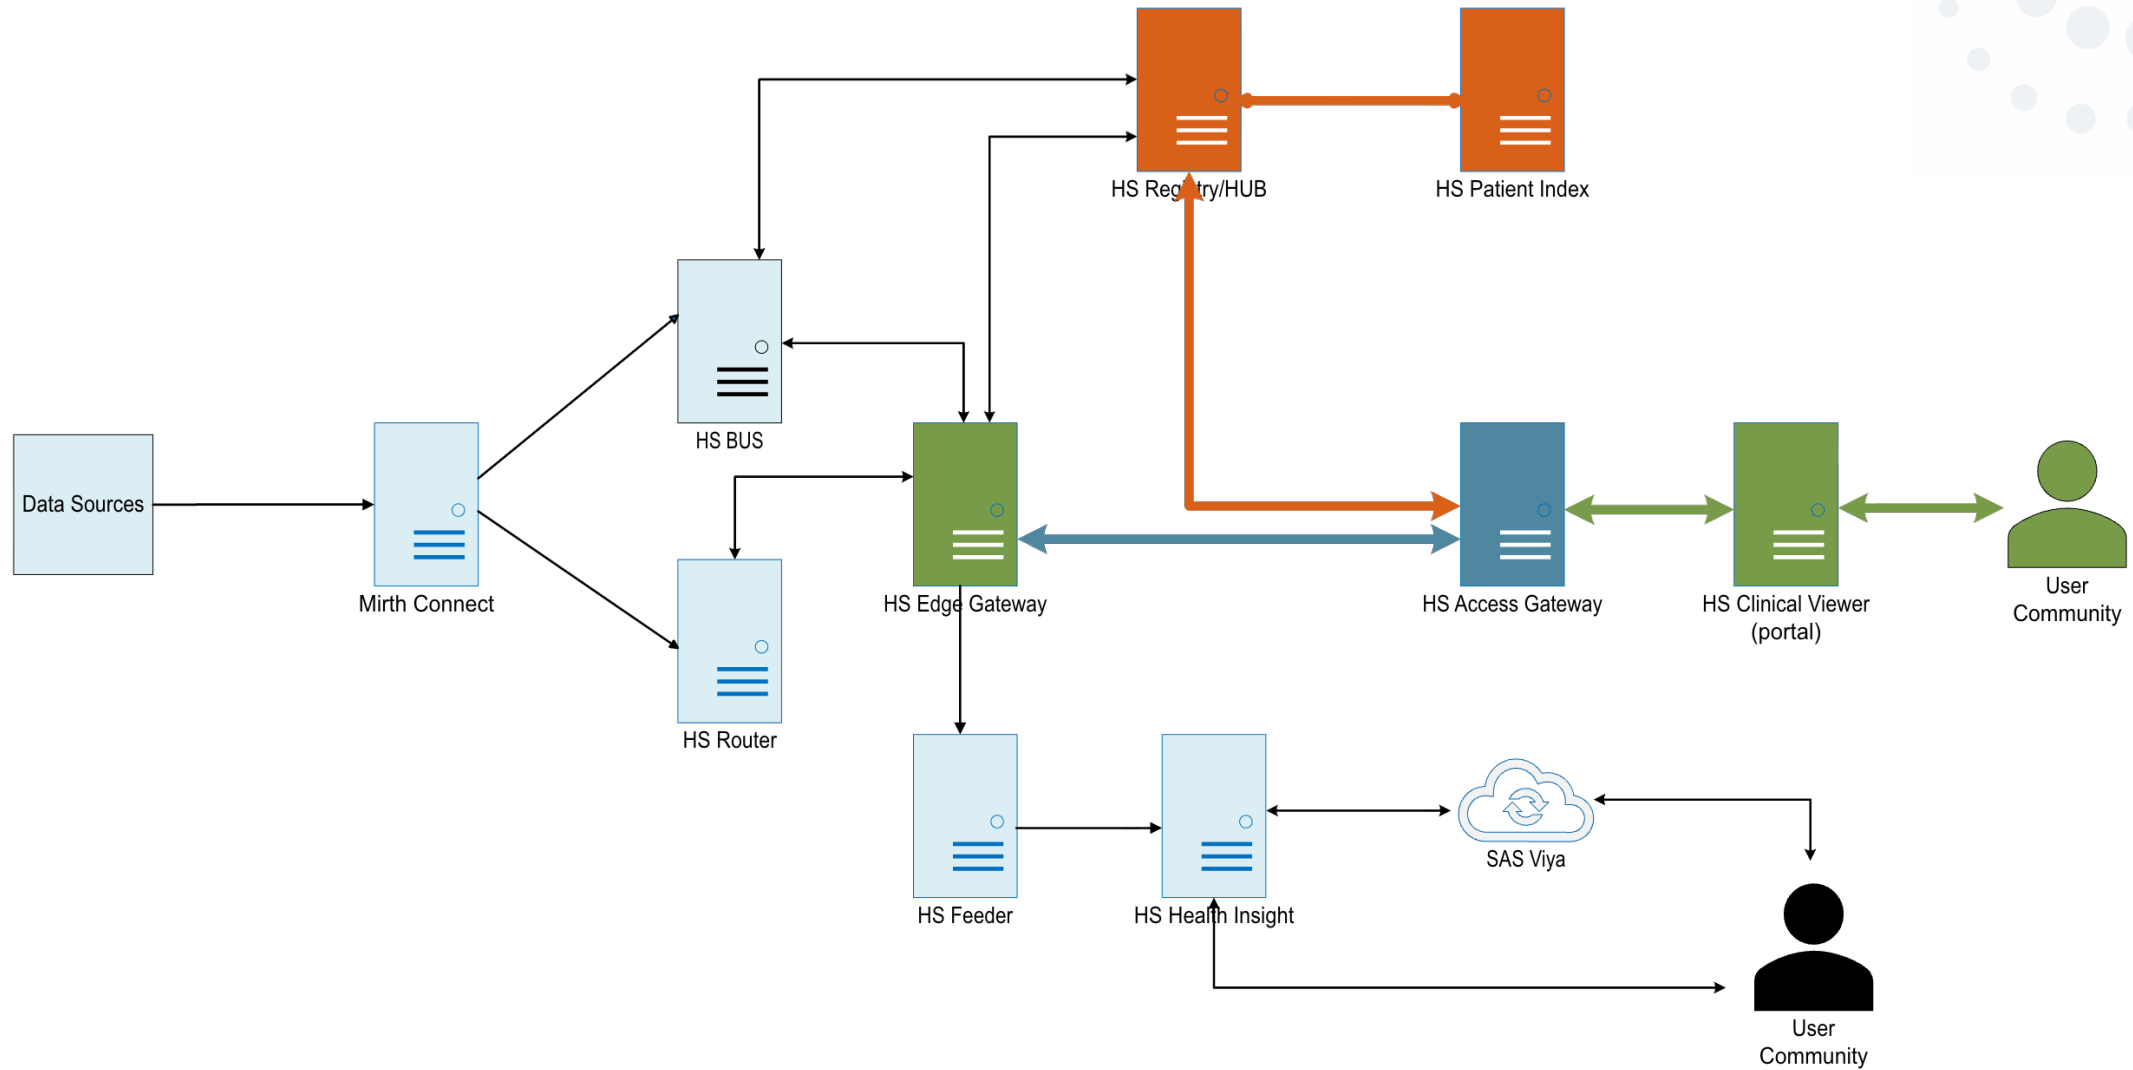 HS Registry/HUB
HS Patient Index
HS BUS
Data Sources
Mirth Connect
HS Edge Gateway
HS Access Gateway
HS Clinical Viewer
(portal)
User
Community
HS Router
SAS Viya
HS Feeder
HS Health Insight
User
Community